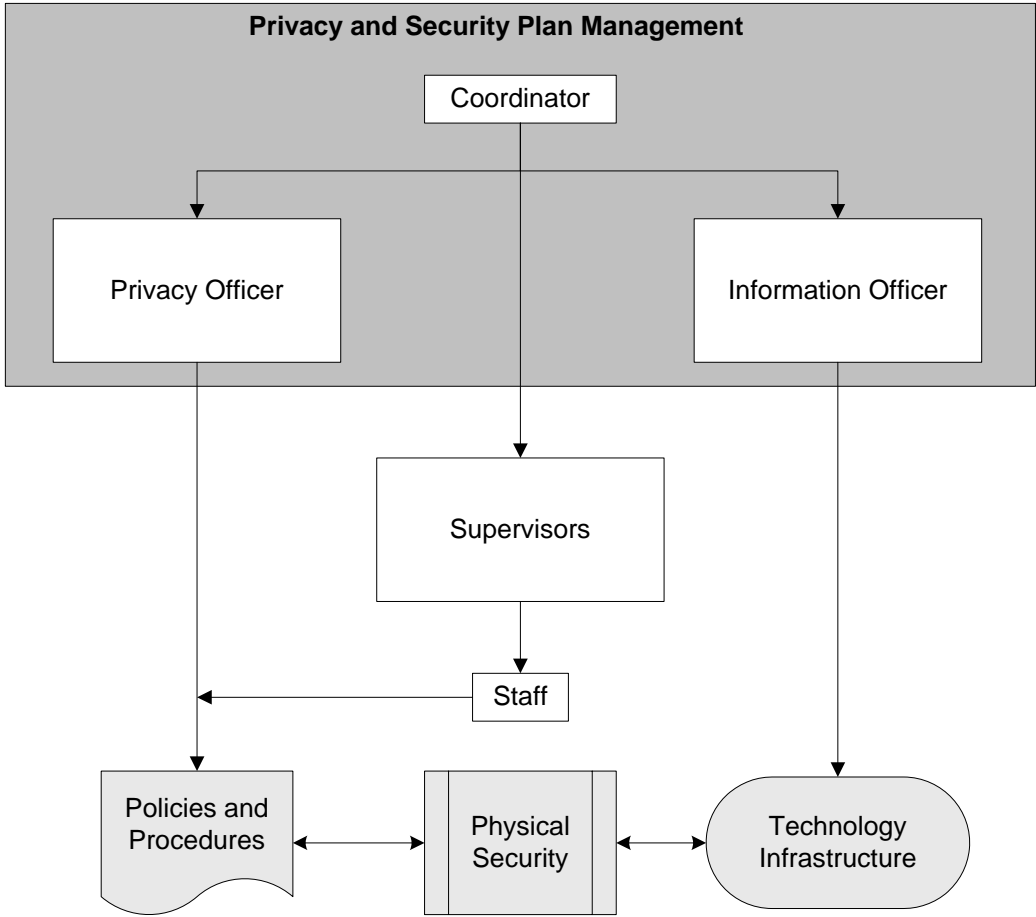 Privacy and Security Plan Management
Coordinator
Privacy Officer
Information Officer
Supervisors
Staff
Policies and
Procedures
Physical
Security
Technology
Infrastructure